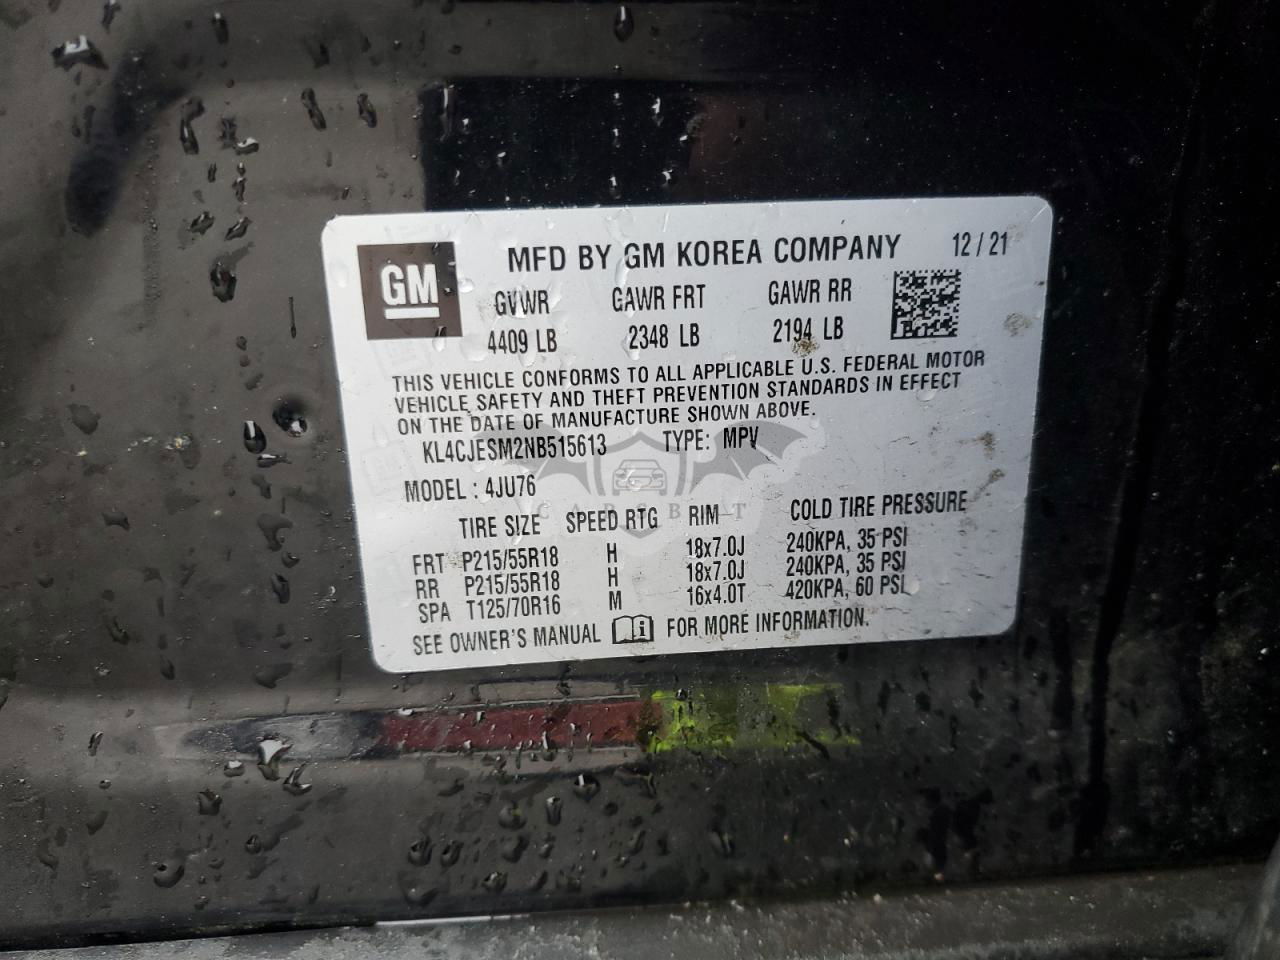 MFD BY GM KOREA COMPANY 12/21
GM
GVWR GAWR FRT GAWR RR
4409 LB 2348 LB 2194 LB
THIS VEHICLE CONFORMS TO ALL APPLICABLE U.S. FEDERAL MOTOR
VEHICLE SAFETY AND THEFT PREVENTION STANDARDS IN EFFECT
ON THE DATE OF MANUFACTURE SHOWN ABOVE.
KL4CJESM2NB515613 TYPE: MPV
MODEL : 4JU76
CARSBAT
TIRE SIZE SPEED RTG RIM COLD TIRE PRESSURE
FRT P215/55R18 H 18x7.0J 240KPA, 35 PSI
RR P215/55R18 H 18x7.0J 240KPA, 35 PSI
SPA T125/70R16 M 16x4.0T 420KPA, 60 PSI
SEE OWNER'S MANUAL FOR MORE INFORMATION.